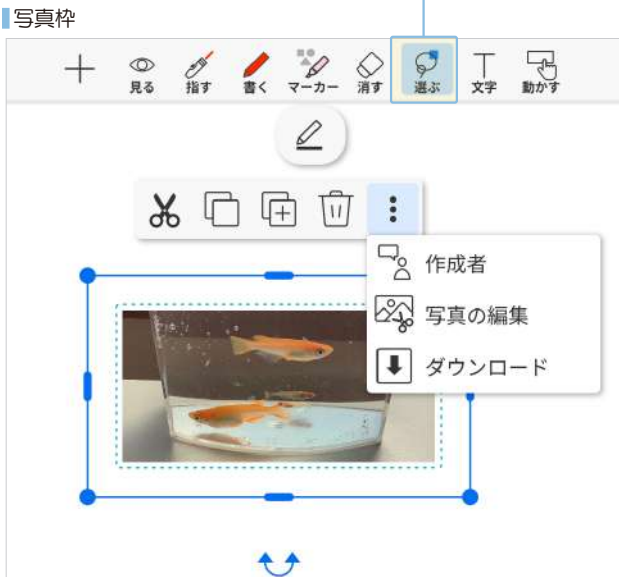 写真枠
見る 指す 書く マーカー 消す 選ぶ 文字 動かす
作成者
写真の編集
ダウンロード